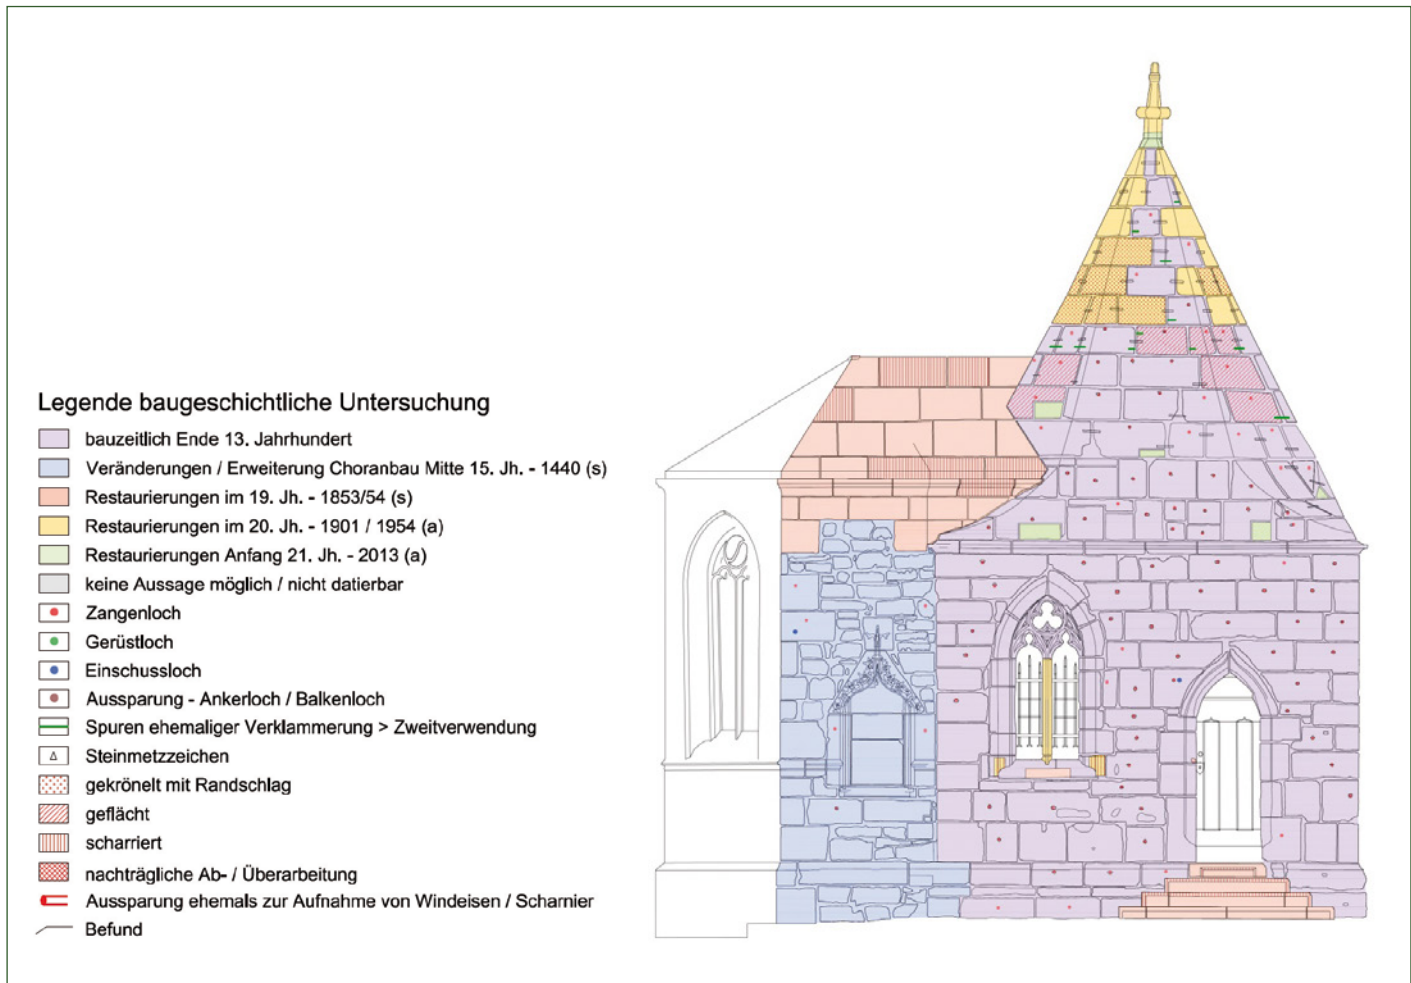 Legende baugeschichtliche Untersuchung
bauzeitlich Ende 13. Jahrhundert
Veränderungen / Erweiterung Choranbau Mitte 15. Jh. - 1440 (s)
Restaurierungen im 19. Jh. - 1853/54 (s)
Restaurierungen im 20. Jh. - 1901 / 1954 (a)
Restaurierungen Anfang 21. Jh. - 2013 (a)
keine Aussage möglich / nicht datierbar
Zangenloch
Gerüstloch
Einschussloch
Aussparung - Ankerloch / Balkenloch
Spuren ehemaliger Verklammerung > Zweitverwendung
Steinmetzzeichen
gekrönelt mit Randschlag
geflächt
scharriert
nachträgliche Ab- / Überarbeitung
Aussparung ehemals zur Aufnahme von Windeisen / Scharnier
Befund